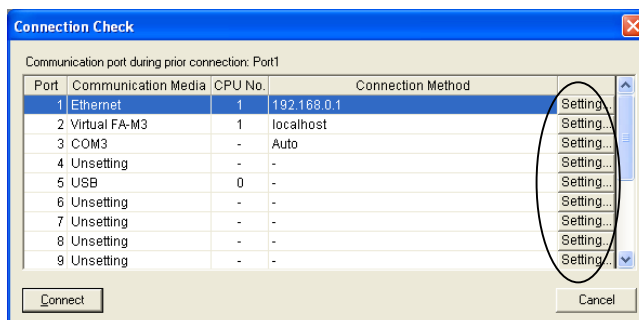 Connection Check
Communication port during prior connection: Port1
Port Communication Media CPU No. Connection Method
1 Ethernet 1 192.168.0.1 Setting...
2 Virtual FA-M3 1 localhost Setting...
3 COM3 - Auto Setting...
4 Unsetting - - Setting...
5 USB 0 - Setting...
6 Unsetting - - Setting...
7 Unsetting - - Setting...
8 Unsetting - - Setting...
9 Unsetting - - Setting...
Connect Cancel